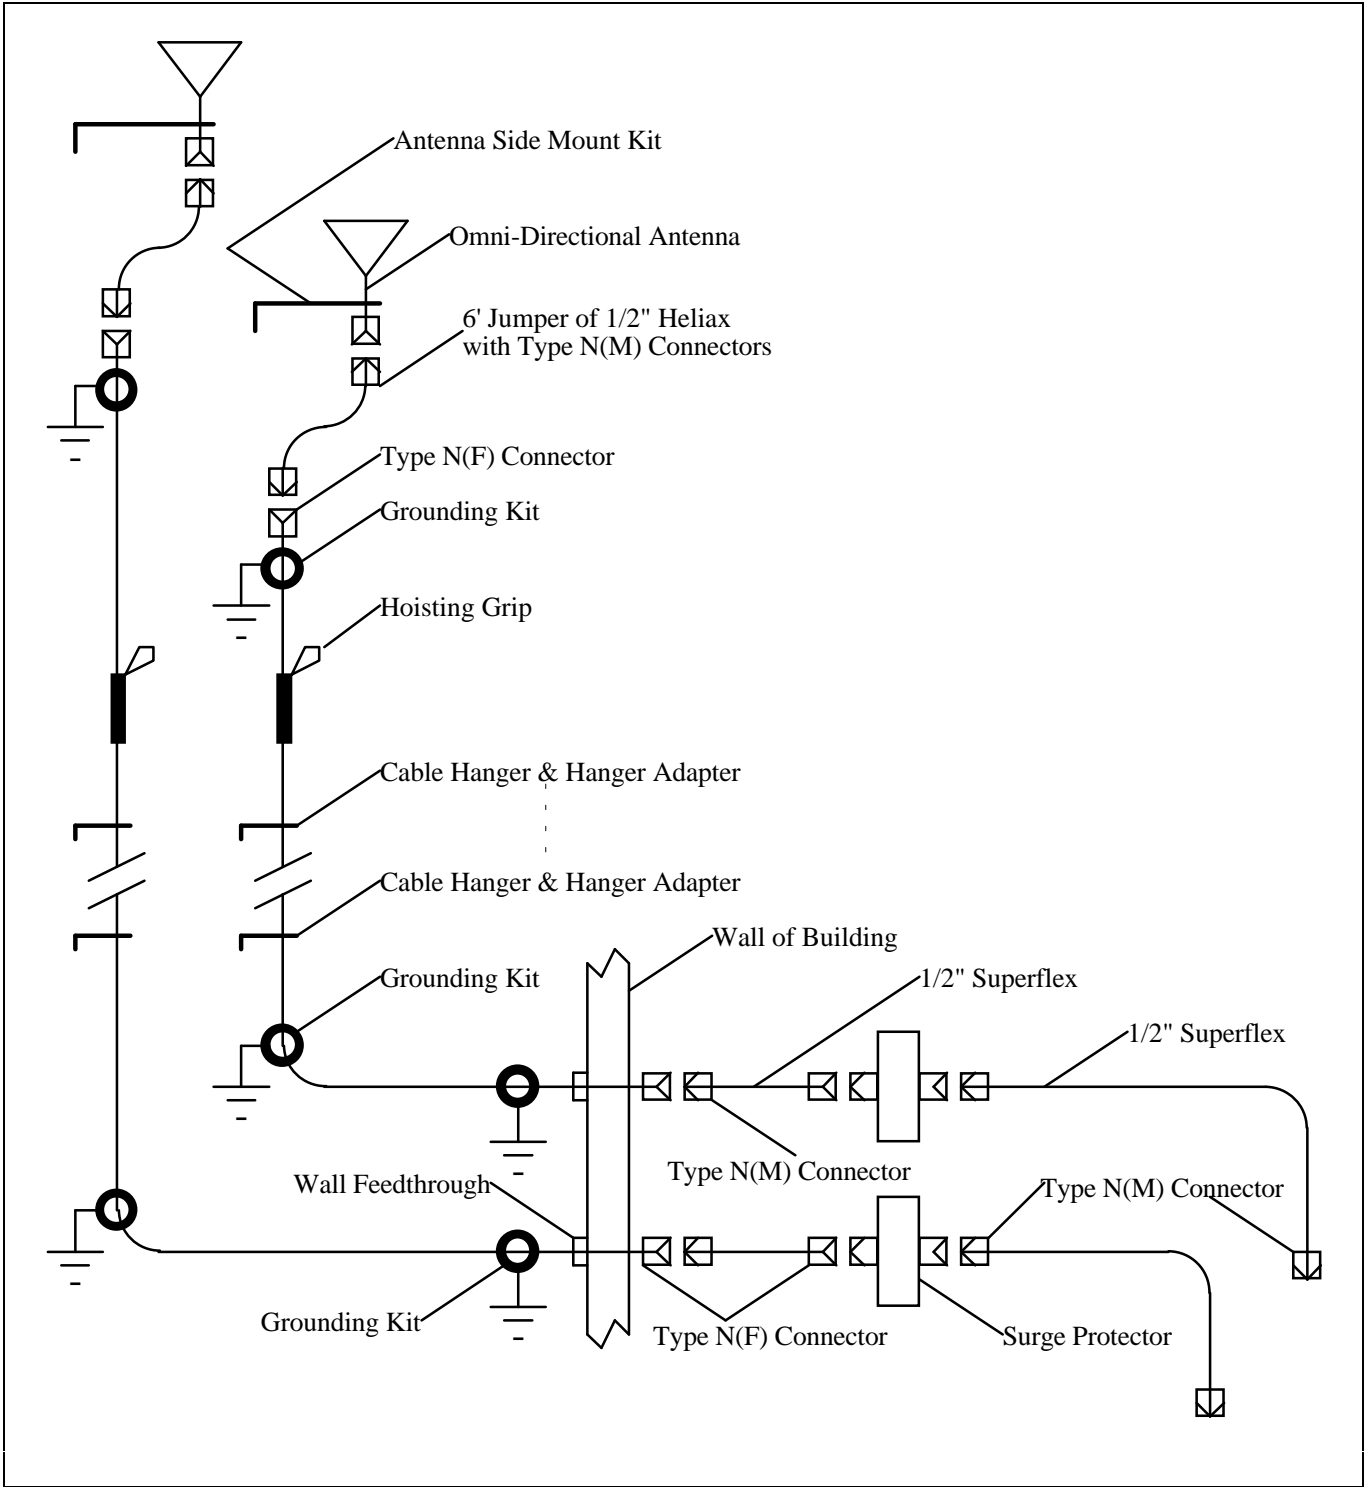 Antenna Side Mount Kit
Omni-Directional Antenna
6' Jumper of 1/2" Heliax
with Type N(M) Connectors
Type N(F) Connector
Grounding Kit
Hoisting Grip
Cable Hanger & Hanger Adapter
Cable Hanger & Hanger Adapter
Wall of Building
Grounding Kit
1/2" Superflex
1/2" Superflex
Type N(M) Connector
Wall Feedthrough
Type N(M) Connector
Grounding Kit
Type N(F) Connector
Surge Protector